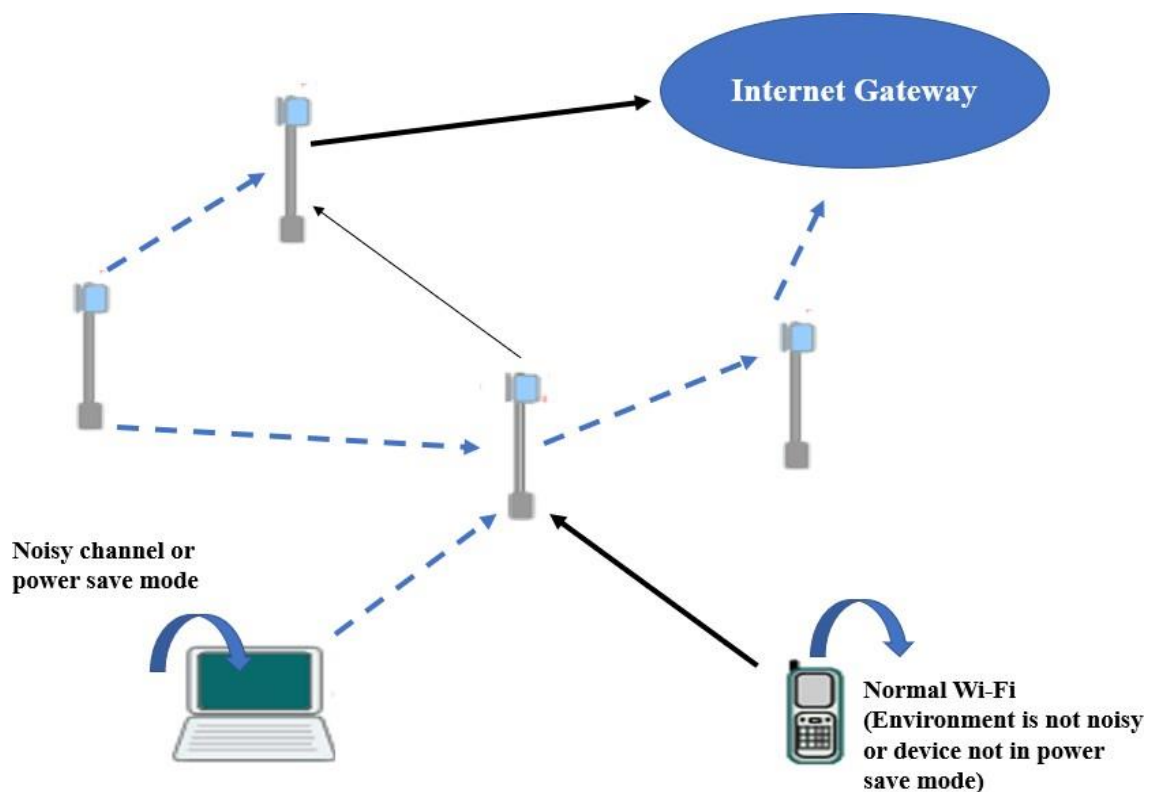 Internet Gateway
Noisy channel or
power save mode
Normal Wi-Fi
(Environment is not noisy
or device not in power
save mode)